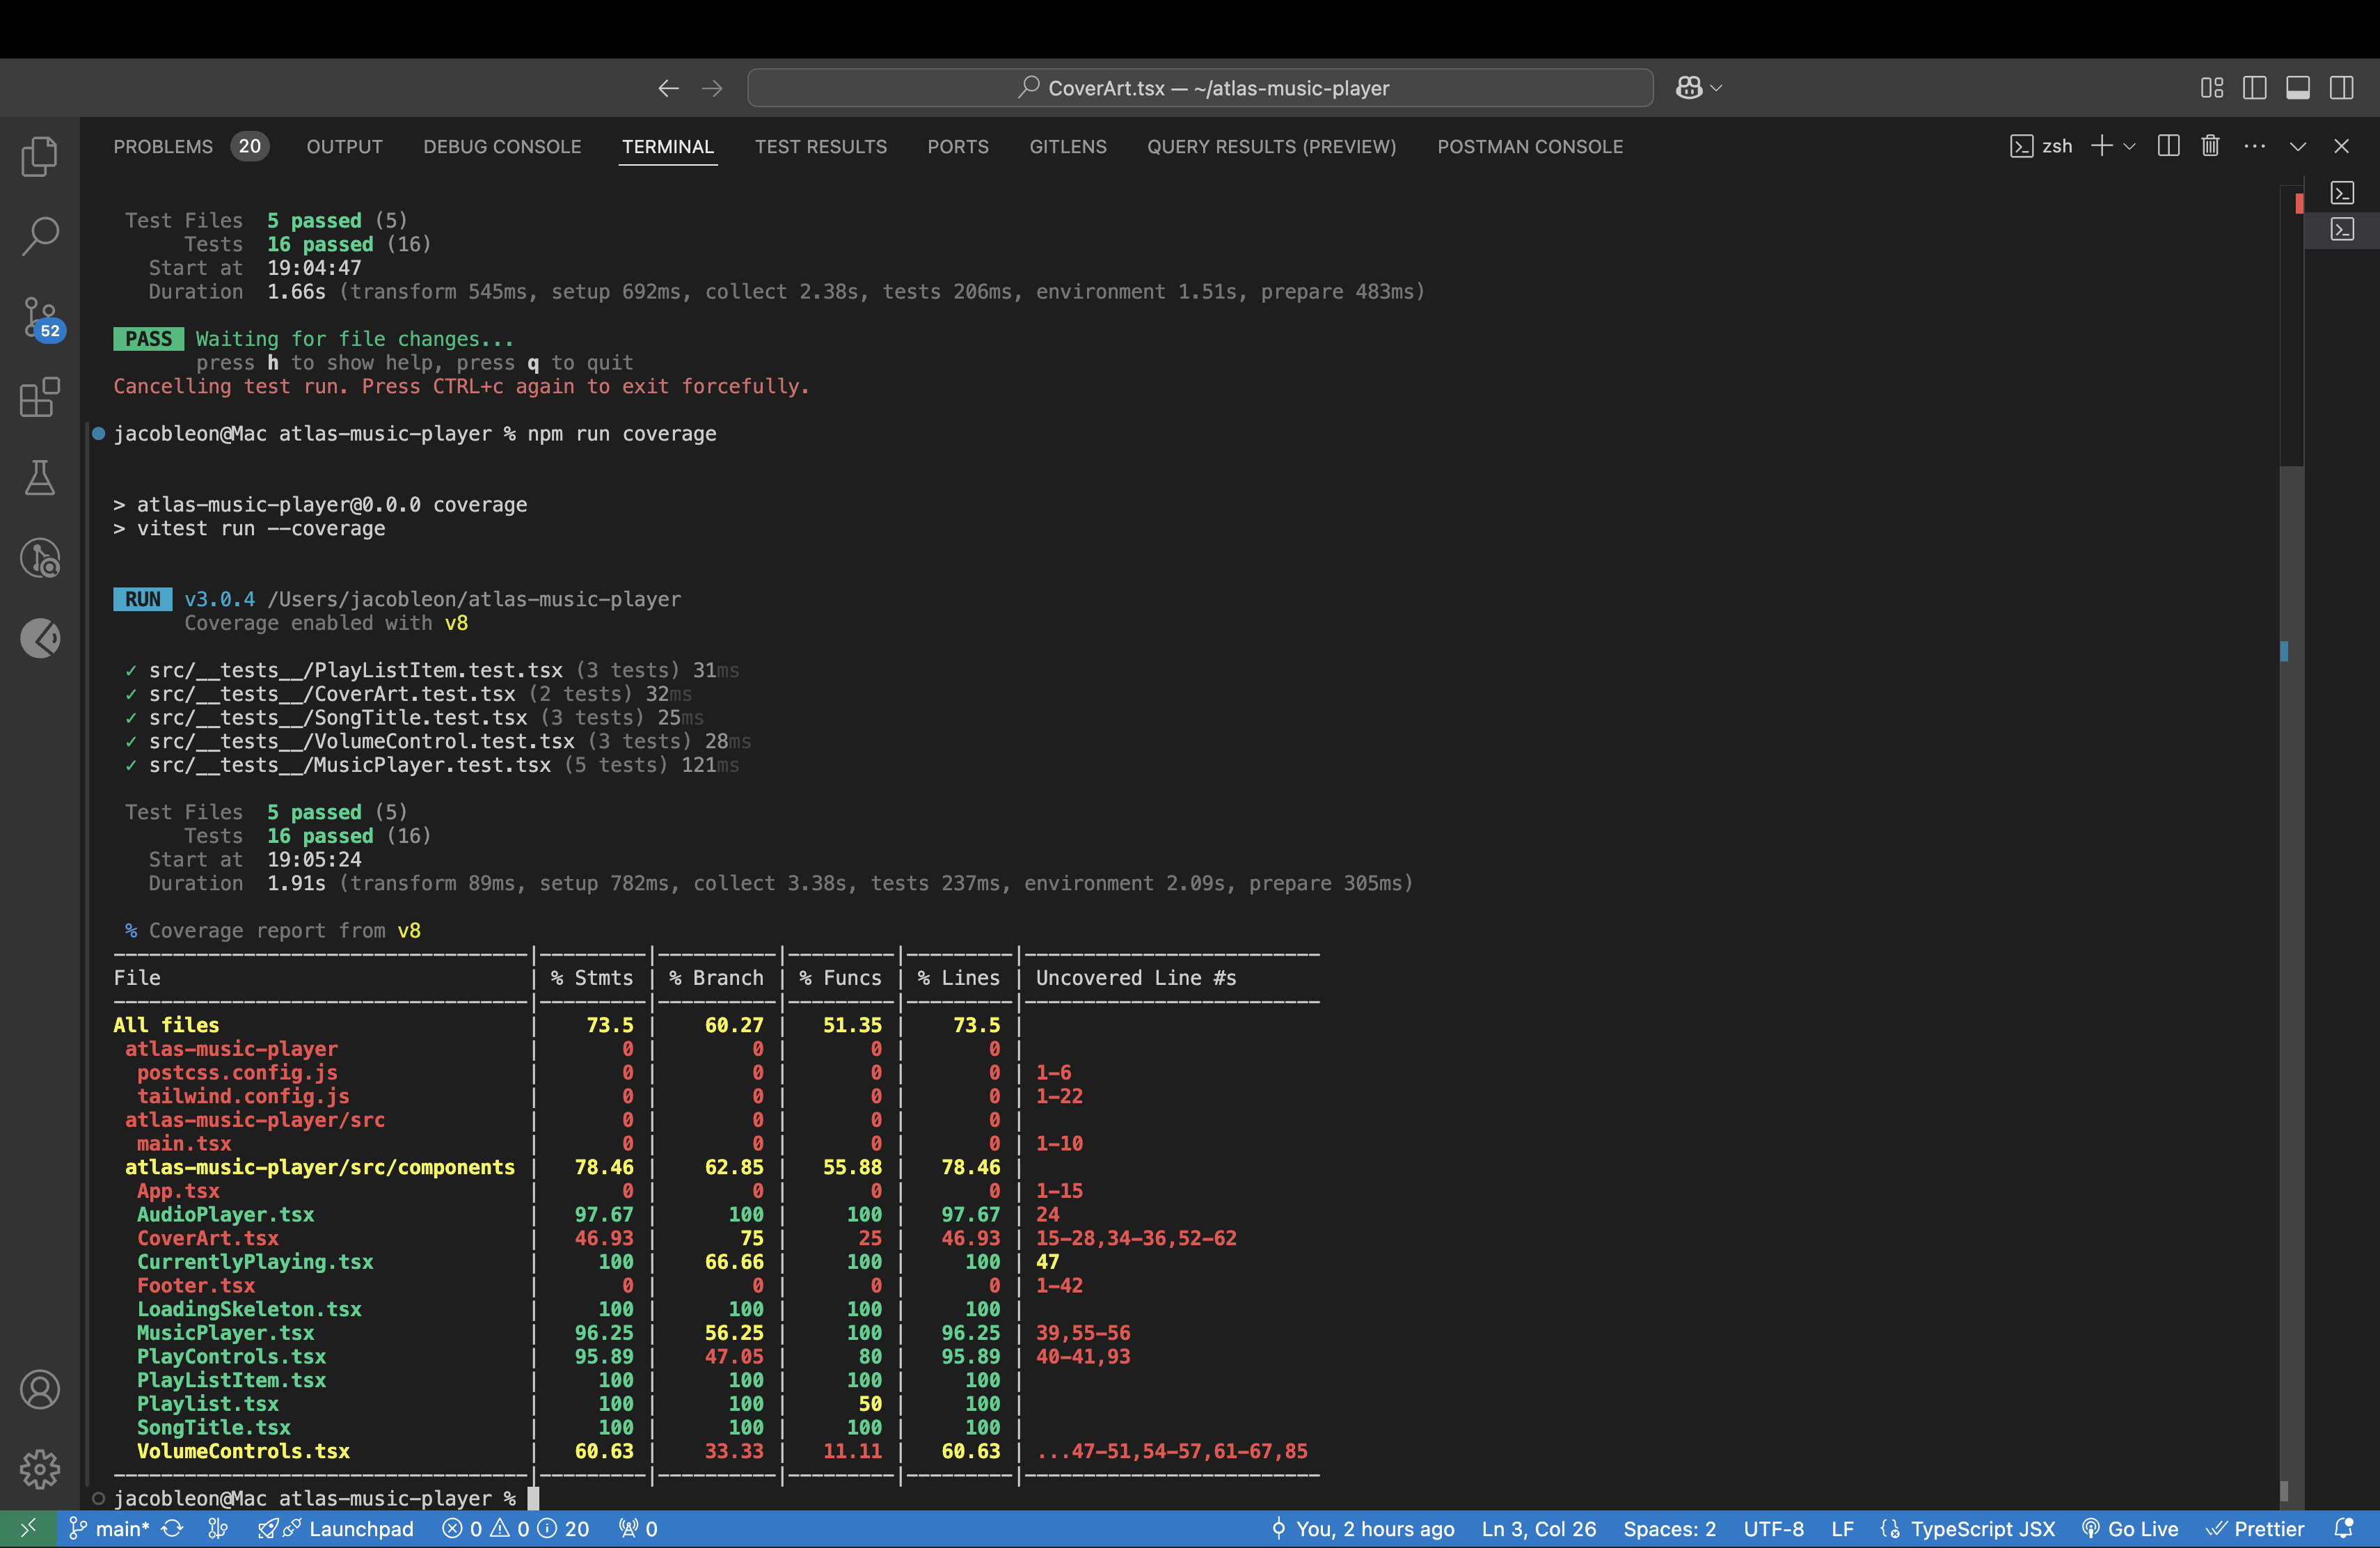 CoverArt.tsx — ~/atlas-music-player
PROBLEMS 20 OUTPUT DEBUG CONSOLE TERMINAL TEST RESULTS PORTS GITLENS QUERY RESULTS (PREVIEW) POSTMAN CONSOLE zsh
Test Files 5 passed (5)
Tests 16 passed (16)
Start at 19:04:47
Duration 1.66s (transform 545ms, setup 692ms, collect 2.38s, tests 206ms, environment 1.51s, prepare 483ms)
PASS Waiting for file changes...
press h to show help, press q to quit
Cancelling test run. Press CTRL+c again to exit forcefully.
52
jacobleon@Mac atlas-music-player % npm run coverage
> atlas-music-player@0.0.0 coverage
> vitest run --coverage
RUN v3.0.4 /Users/jacobleon/atlas-music-player
Coverage enabled with v8
✓ src/__tests__/PlayListItem.test.tsx (3 tests) 31ms
✓ src/__tests__/CoverArt.test.tsx (2 tests) 32ms
✓ src/__tests__/SongTitle.test.tsx (3 tests) 25ms
✓ src/__tests__/VolumeControl.test.tsx (3 tests) 28ms
✓ src/__tests__/MusicPlayer.test.tsx (5 tests) 121ms
Test Files 5 passed (5)
Tests 16 passed (16)
Start at 19:05:24
Duration 1.91s (transform 89ms, setup 782ms, collect 3.38s, tests 237ms, environment 2.09s, prepare 305ms)
% Coverage report from v8
File | % Stmts | % Branch | % Funcs | % Lines | Uncovered Line #s
All files | 73.5 | 60.27 | 51.35 | 73.5 |
atlas-music-player | 0 | 0 | 0 | 0 |
postcss.config.js | 0 | 0 | 0 | 0 | 1-6
tailwind.config.js | 0 | 0 | 0 | 0 | 1-22
atlas-music-player/src | 0 | 0 | 0 | 0 |
main.tsx | 0 | 0 | 0 | 0 | 1-10
atlas-music-player/src/components | 78.46 | 62.85 | 55.88 | 78.46 |
App.tsx | 0 | 0 | 0 | 0 | 1-15
AudioPlayer.tsx | 97.67 | 100 | 100 | 97.67 | 24
CoverArt.tsx | 46.93 | 75 | 25 | 46.93 | 15-28,34-36,52-62
CurrentlyPlaying.tsx | 100 | 66.66 | 100 | 100 | 47
Footer.tsx | 0 | 0 | 0 | 0 | 1-42
LoadingSkeleton.tsx | 100 | 100 | 100 | 100 |
MusicPlayer.tsx | 96.25 | 56.25 | 100 | 96.25 | 39,55-56
PlayControls.tsx | 95.89 | 47.05 | 80 | 95.89 | 40-41,93
PlayListItem.tsx | 100 | 100 | 100 | 100 |
Playlist.tsx | 100 | 100 | 50 | 100 |
SongTitle.tsx | 100 | 100 | 100 | 100 |
VolumeControls.tsx | 60.63 | 33.33 | 11.11 | 60.63 | ...47-51,54-57,61-67,85
jacobleon@Mac atlas-music-player %
main* Launchpad 0 0 20 0 You, 2 hours ago Ln 3, Col 26 Spaces: 2 UTF-8 LF TypeScript JSX Go Live Prettier